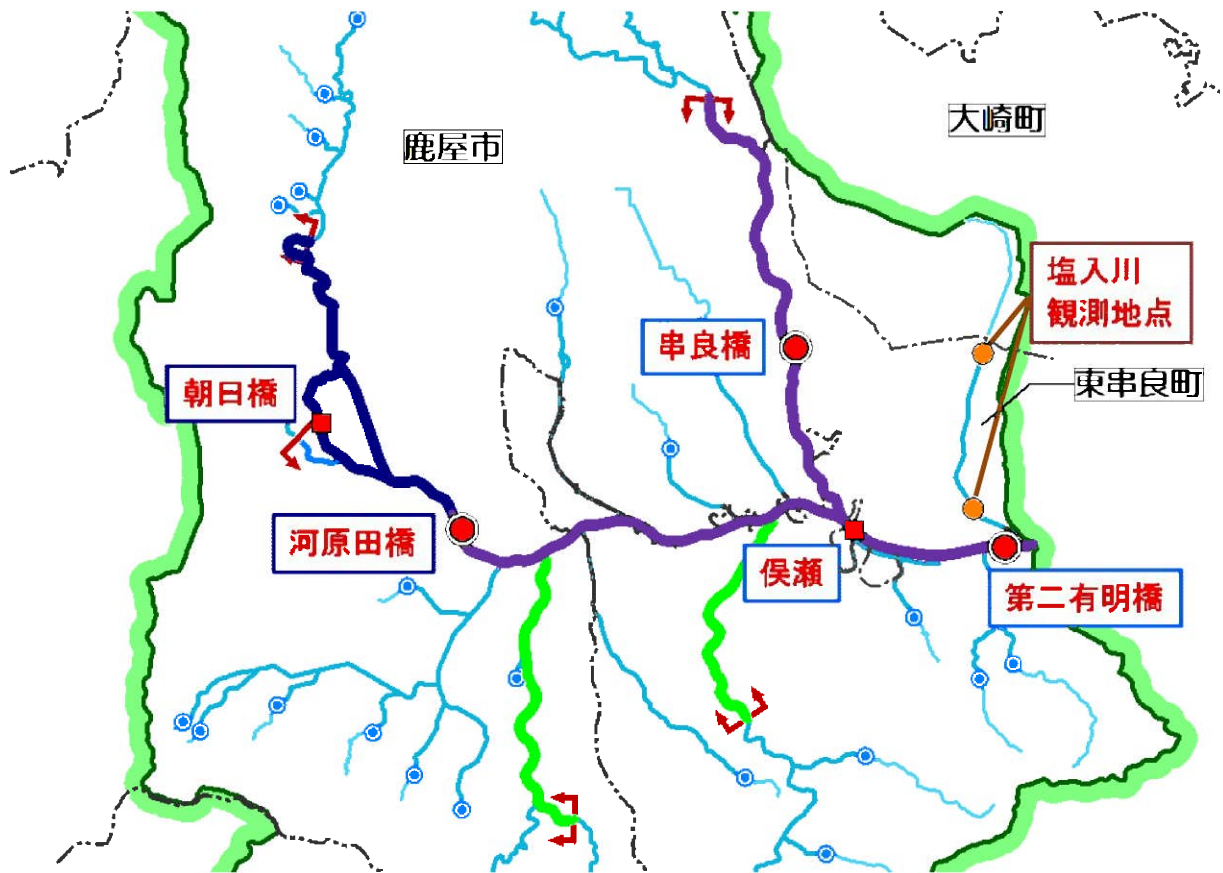 大崎町
鹿屋市
塩入川
観測地点
串良橋
東串良町
朝日橋
河原田橋
俣瀬
第二有明橋